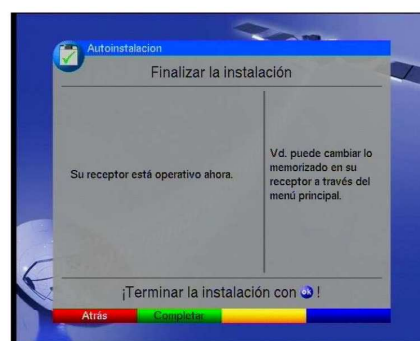 Autoinstalacion
Finalizar la instalación
Su receptor está operativo ahora.
Vd. puede cambiar lo
memorizado en su
receptor a través del
menú principal.
¡Terminar la instalación con ok !
Atrás Completar